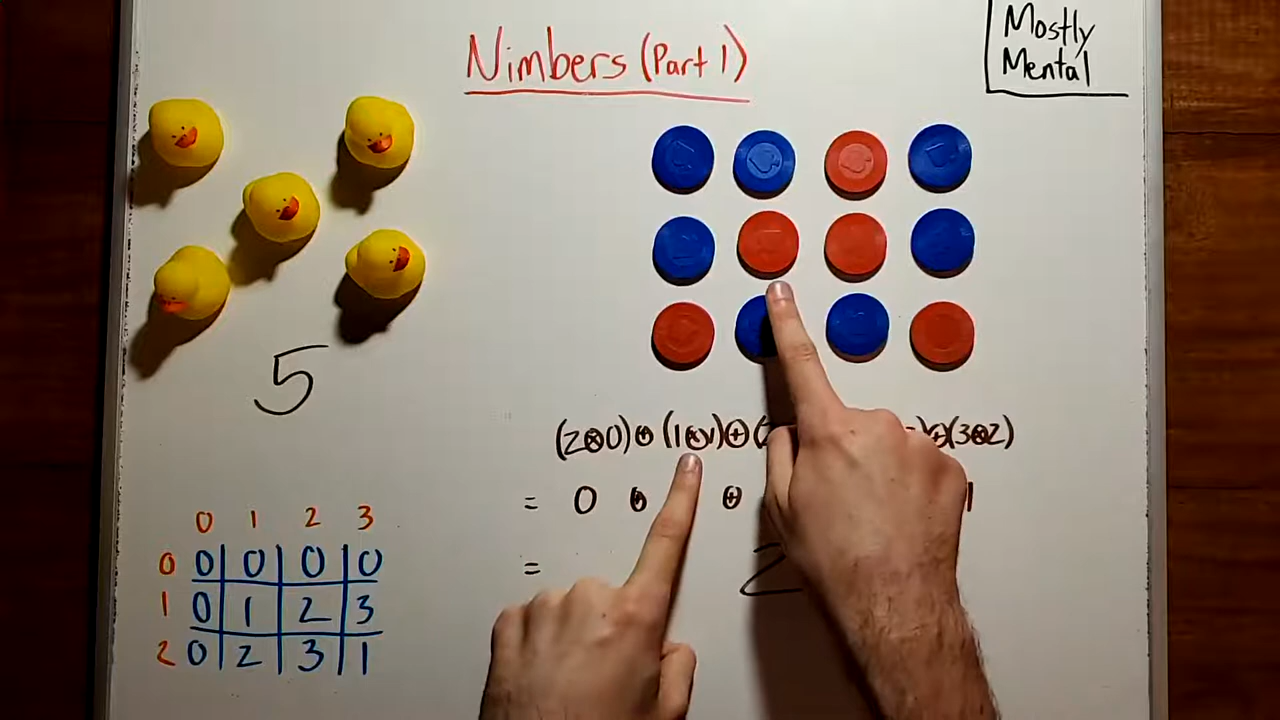 Nimbers (Part 1)
Mostly
Mental
5
(2⊗0)⊕(1⊗1)⊕( )⊕(3⊗2)
= 0 ⊕ ⊕ 1
= 2
0 1 2 3
0 0 0 0 0
1 0 1 2 3
2 0 2 3 1